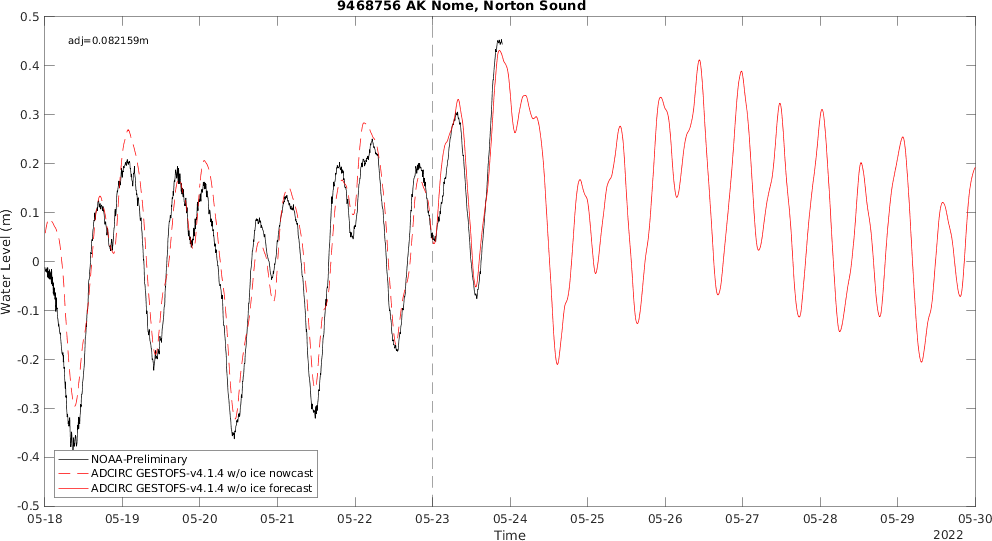 9468756 AK Nome, Norton Sound
adj=0.082159m
Water Level (m)
0.5
0.4
0.3
0.2
0.1
0
-0.1
-0.2
-0.3
-0.4
-0.5
NOAA-Preliminary
ADCIRC GESTOFS-v4.1.4 w/o ice nowcast
ADCIRC GESTOFS-v4.1.4 w/o ice forecast
05-18 05-19 05-20 05-21 05-22 05-23 05-24 05-25 05-26 05-27 05-28 05-29 05-30
Time
2022